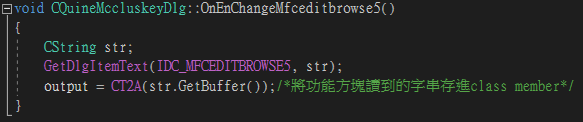 void CQuineMccluskeyDlg::OnEnChangeMfceditbrowse5()
{
CString str;
GetDlgItemText(IDC_MFCEDITBROWSE5, str);
output = CT2A(str.GetBuffer());/*將功能方塊讀到的字串存進class member*/
}